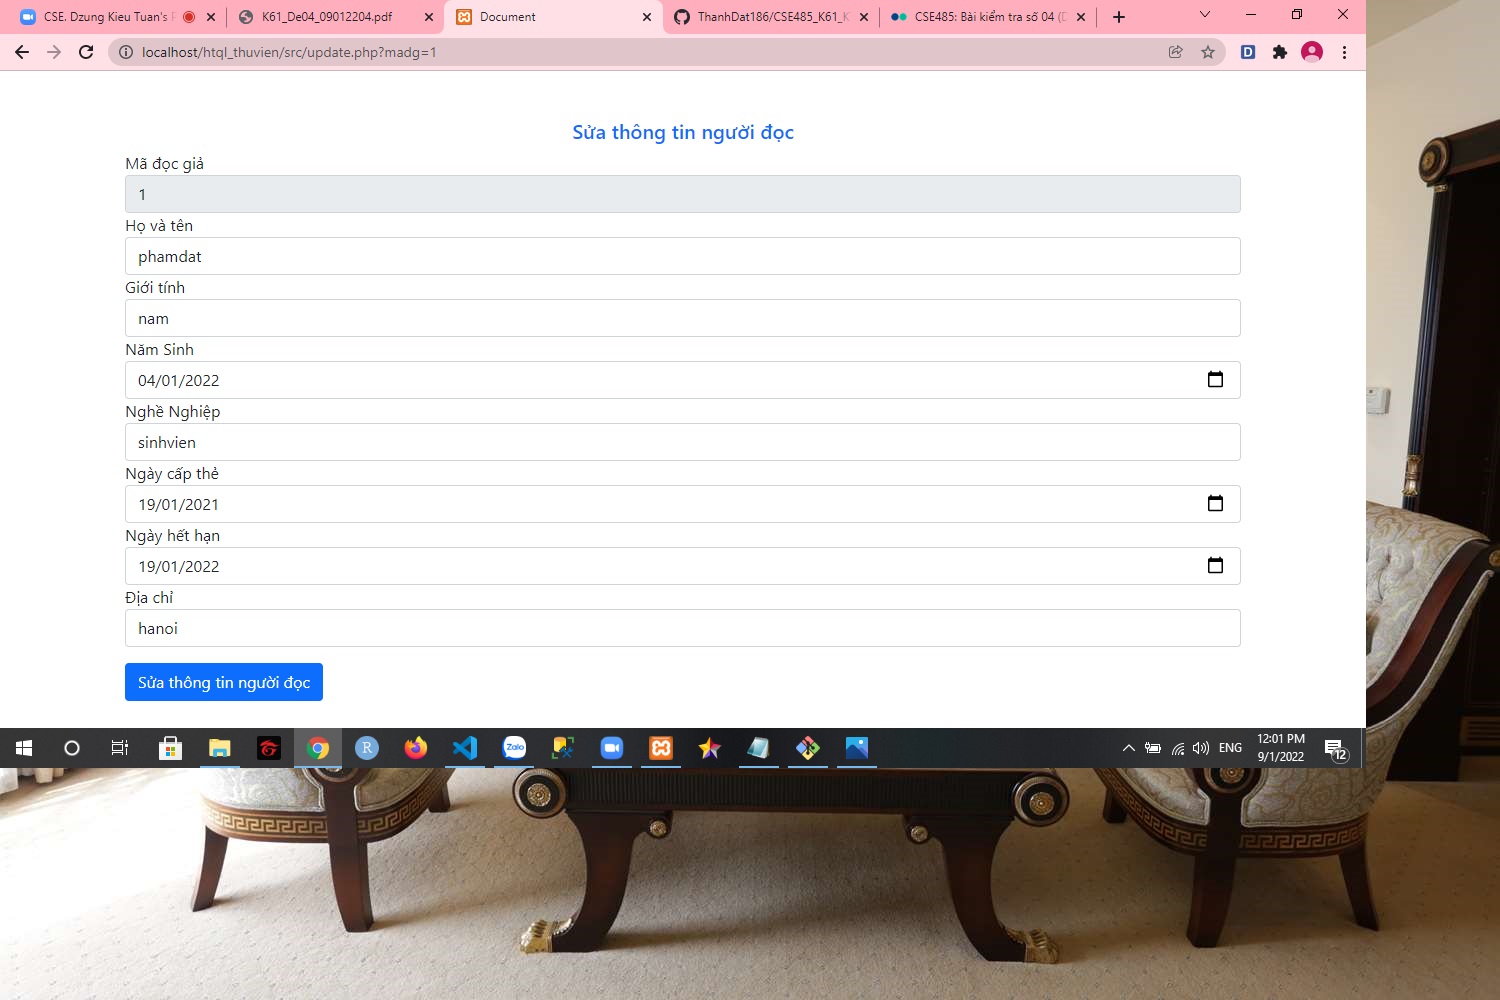 CSE. Dzung Kieu Tuan's
K61_De04_09012204.pdf
Document
ThanhDat186/CSE485_K61_K
CSE485: Bài kiểm tra số 04 (D
localhost/htql_thuvien/src/update.php?madg=1
D
Sửa thông tin người đọc
Mã đọc giả
1
Họ và tên
phamdat
Giới tính
nam
Năm Sinh
04/01/2022
Nghề Nghiệp
sinhvien
Ngày cấp thẻ
19/01/2021
Ngày hết hạn
19/01/2022
Địa chỉ
hanoi
Sửa thông tin người đọc
R
Zalo
ENG
12:01 PM
9/1/2022
12